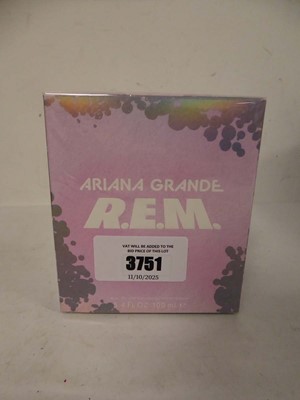 ARIANA GRANDE
R.E.M.
VAT WILL BE ADDED TO THE
BID PRICE OF THIS LOT
3751
11/10/2025